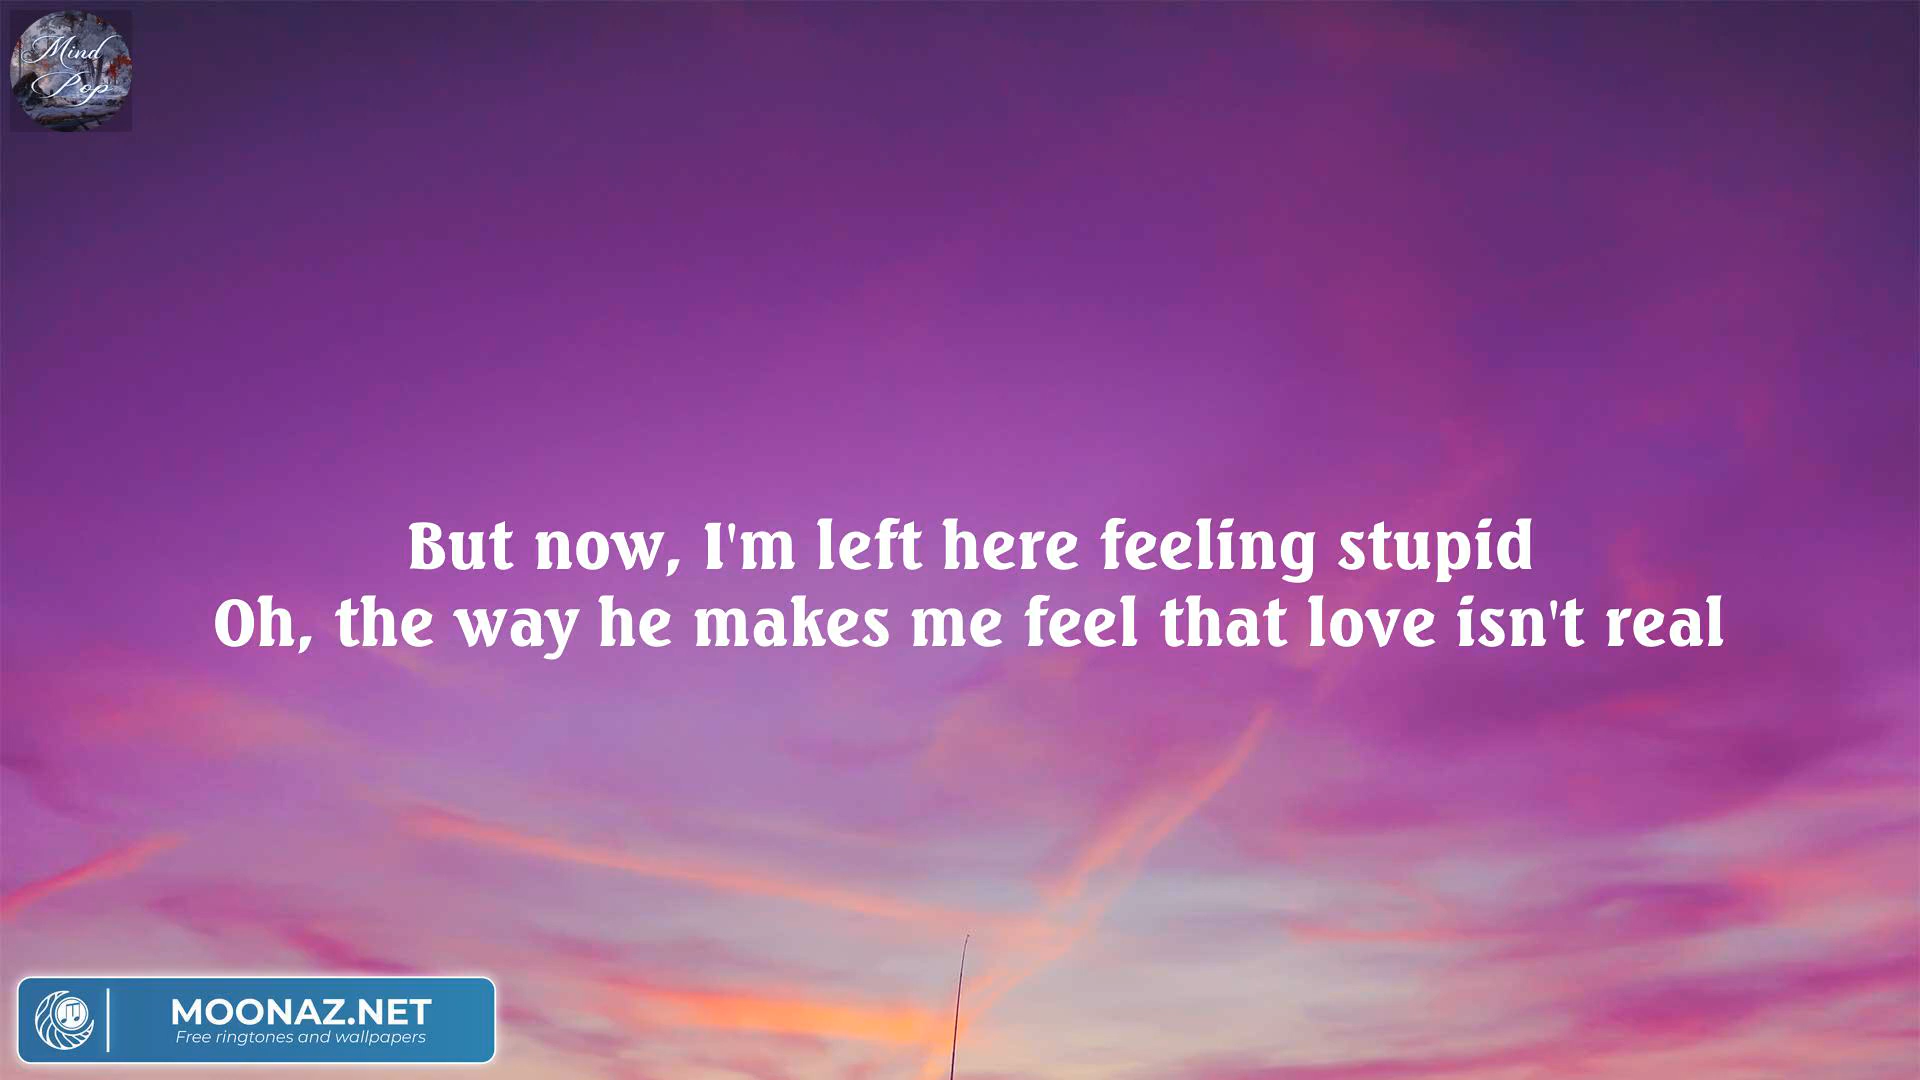 Mind
Pop
But now, I'm left here feeling stupid
Oh, the way he makes me feel that love isn't real
MOONAZ.NET
Free ringtones and wallpapers